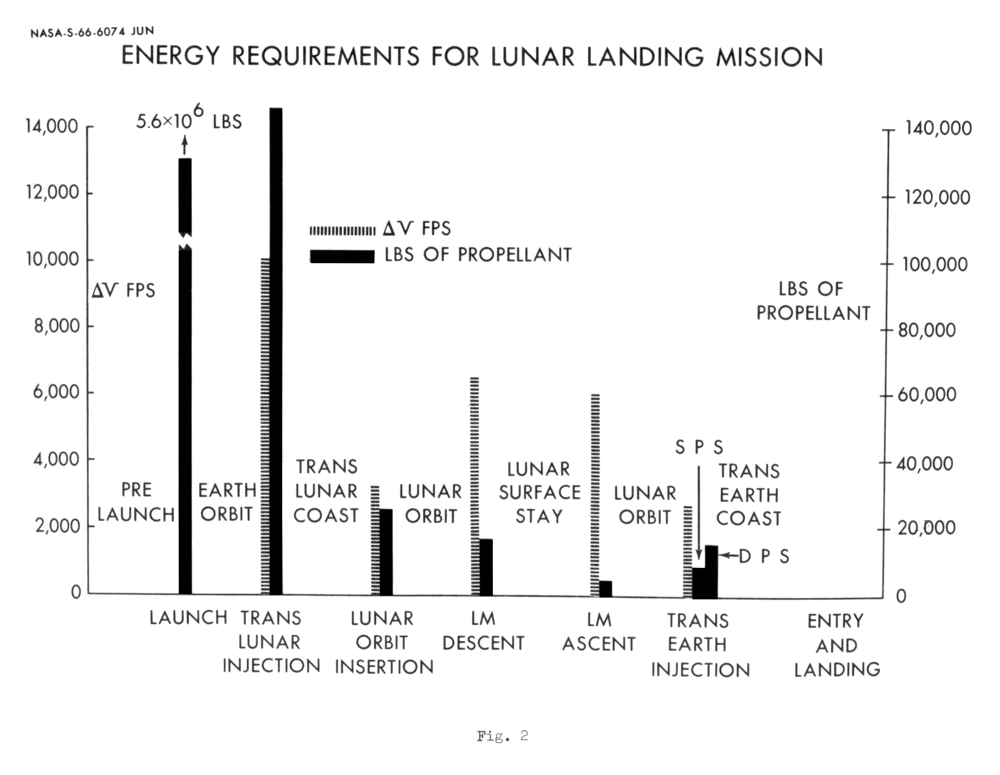 NASA-S-66-6074 JUN
ENERGY REQUIREMENTS FOR LUNAR LANDING MISSION
14,000
12,000
10,000
8,000
6,000
4,000
2,000
0
ΔV FPS
5.6×10⁶ LBS
ΔV FPS
LBS OF PROPELLANT
140,000
120,000
100,000
80,000
60,000
40,000
20,000
0
LBS OF
PROPELLANT
PRE
LAUNCH
EARTH
ORBIT
TRANS
LUNAR
COAST
LUNAR
ORBIT
LUNAR
SURFACE
STAY
LUNAR
ORBIT
S P S
TRANS
EARTH
COAST
D P S
LAUNCH
TRANS
LUNAR
INJECTION
LUNAR
ORBIT
INSERTION
LM
DESCENT
LM
ASCENT
TRANS
EARTH
INJECTION
ENTRY
AND
LANDING
Fig. 2